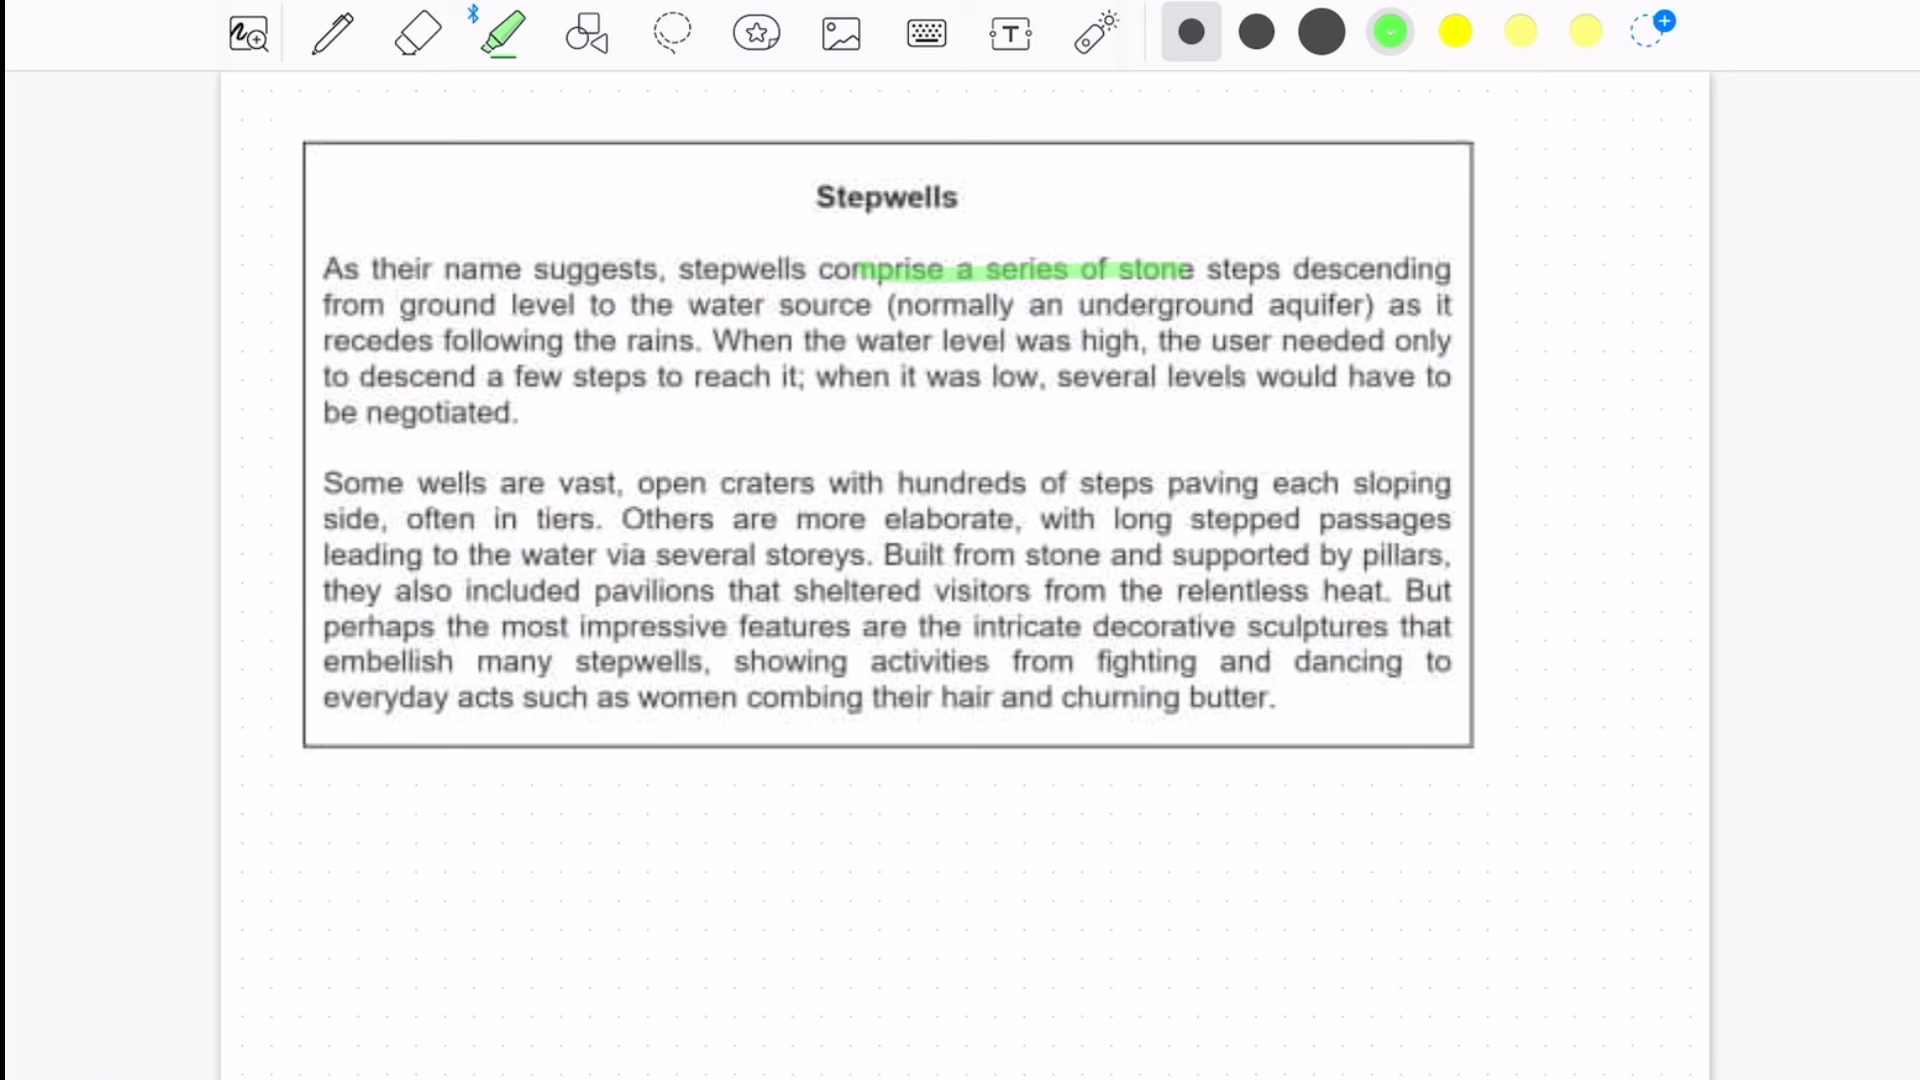 Stepwells
As their name suggests, stepwells comprise a series of stone steps descending
from ground level to the water source (normally an underground aquifer) as it
recedes following the rains. When the water level was high, the user needed only
to descend a few steps to reach it; when it was low, several levels would have to
be negotiated.
Some wells are vast, open craters with hundreds of steps paving each sloping
side, often in tiers. Others are more elaborate, with long stepped passages
leading to the water via several storeys. Built from stone and supported by pillars,
they also included pavilions that sheltered visitors from the relentless heat. But
perhaps the most impressive features are the intricate decorative sculptures that
embellish many stepwells, showing activities from fighting and dancing to
everyday acts such as women combing their hair and churning butter.